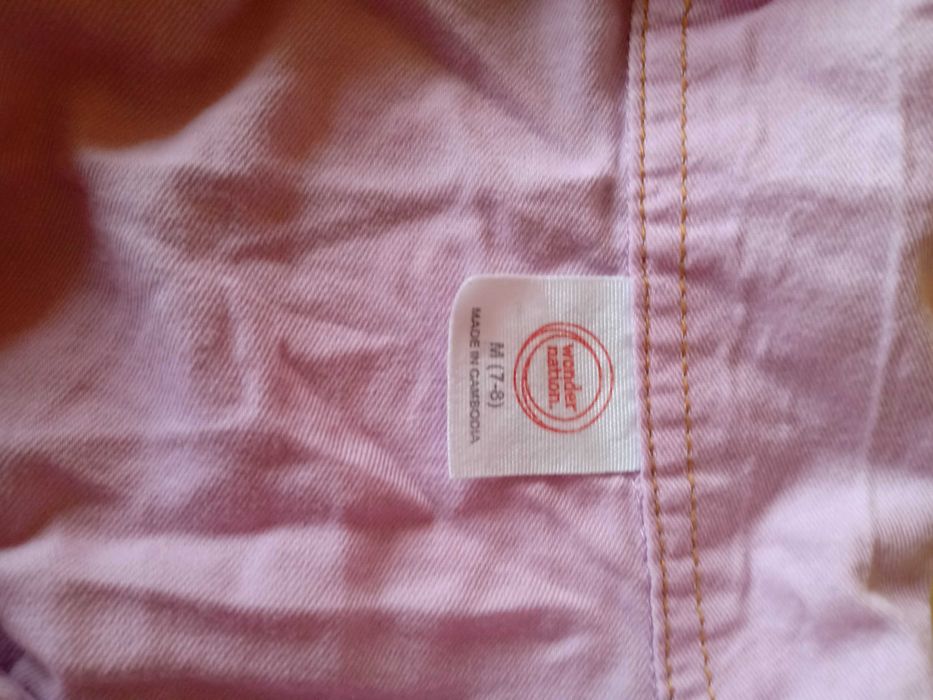 wonder
nation.
M (7-8)
MADE IN CAMBODIA